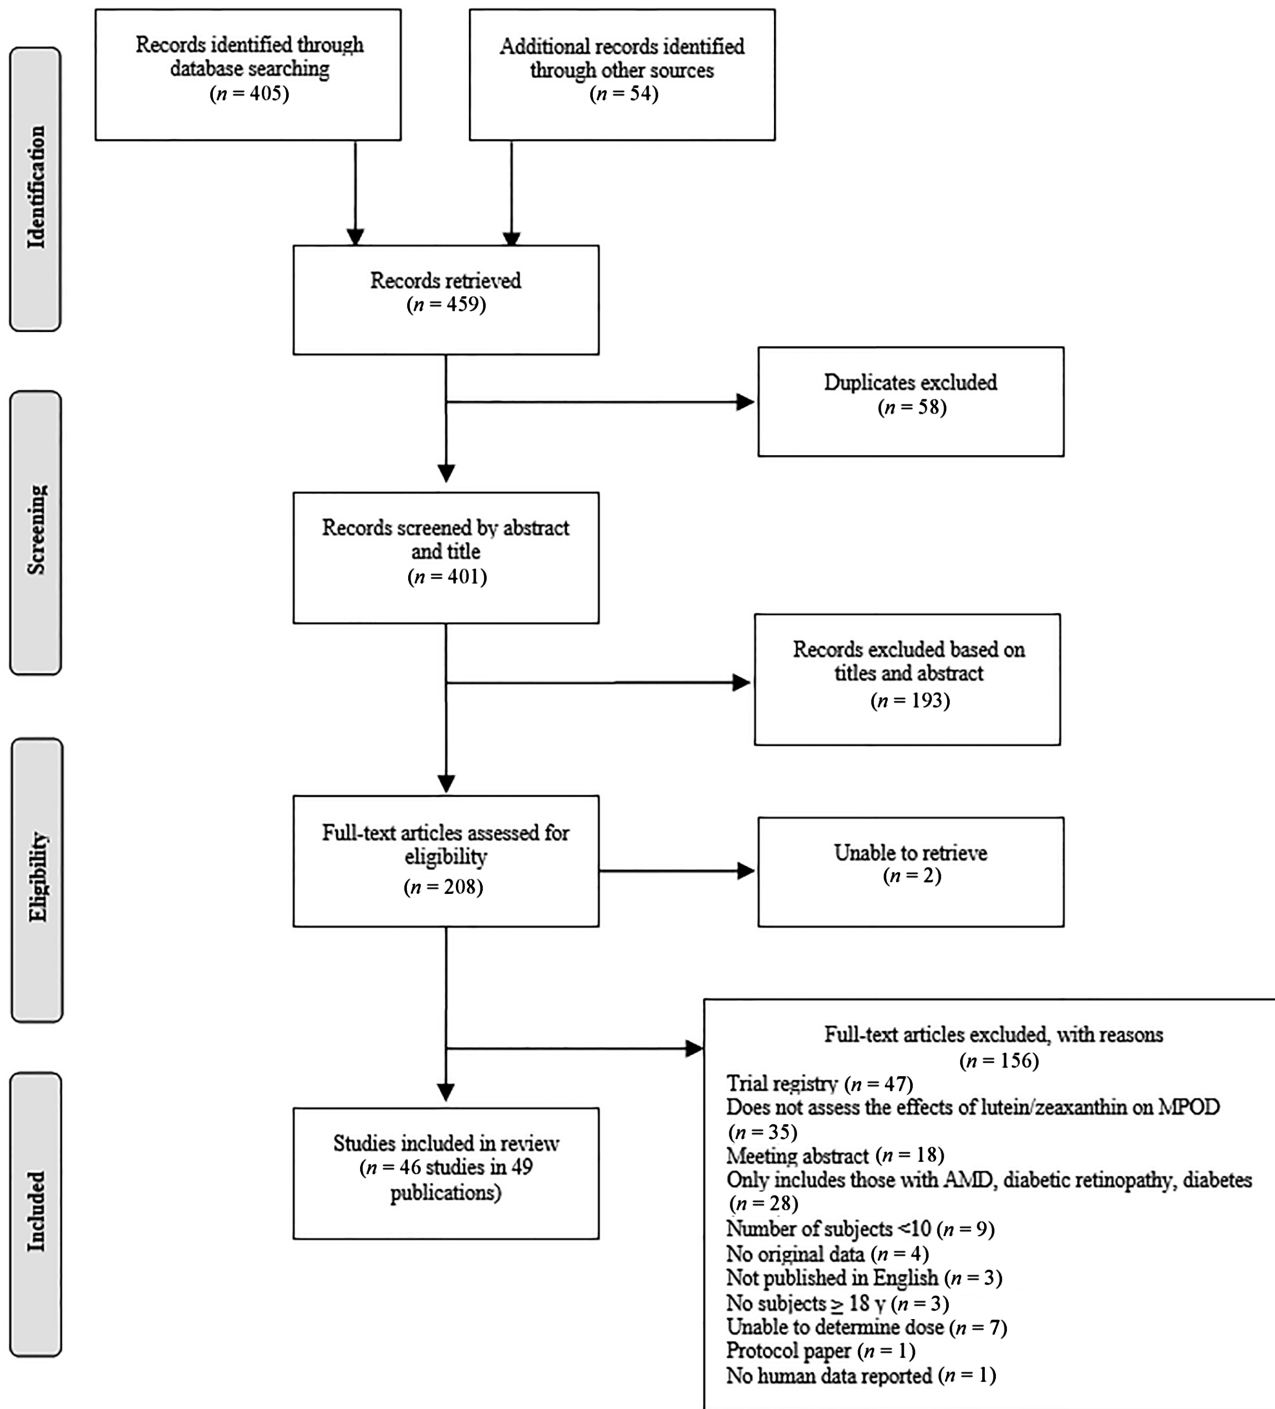 Identification
Records identified through
database searching
(n = 405)
Additional records identified
through other sources
(n = 54)
Records retrieved
(n = 459)
Duplicates excluded
(n = 58)
Screening
Records screened by abstract
and title
(n = 401)
Records excluded based on
titles and abstract
(n = 193)
Eligibility
Full-text articles assessed for
eligibility
(n = 208)
Unable to retrieve
(n = 2)
Full-text articles excluded, with reasons
(n = 156)
Trial registry (n = 47)
Does not assess the effects of lutein/zeaxanthin on MPOD
(n = 35)
Meeting abstract (n = 18)
Only includes those with AMD, diabetic retinopathy, diabetes
(n = 28)
Number of subjects <10 (n = 9)
No original data (n = 4)
Not published in English (n = 3)
No subjects ≥ 18 y (n = 3)
Unable to determine dose (n = 7)
Protocol paper (n = 1)
No human data reported (n = 1)
Included
Studies included in review
(n = 46 studies in 49
publications)